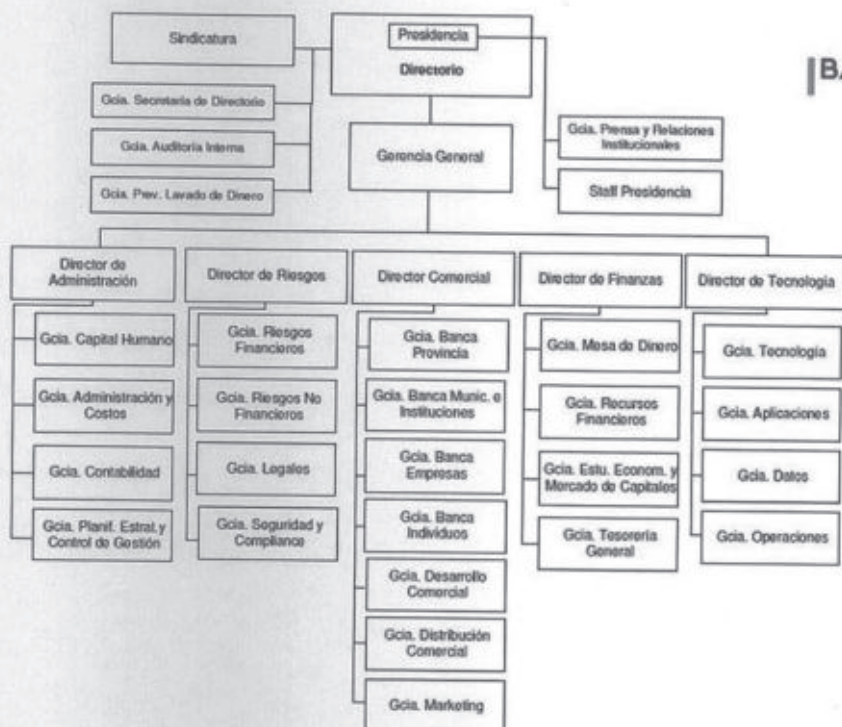 Sindicatura
Presidencia
Directorio
BA
Gcia. Secretaría de Directorio
Gcia. Auditoría Interna
Gcia. Prev. Lavado de Dinero
Gerencia General
Gcia. Prensa y Relaciones
Institucionales
Staff Presidencia
Director de
Administración
Director de Riesgos
Director Comercial
Director de Finanzas
Director de Tecnología
Gcia. Capital Humano
Gcia. Administración y
Costos
Gcia. Contabilidad
Gcia. Planif. Estrat. y
Control de Gestión
Gcia. Riesgos
Financieros
Gcia. Riesgos No
Financieros
Gcia. Legales
Gcia. Seguridad y
Compliance
Gcia. Banca
Provincia
Gcia. Banca Munic. e
Instituciones
Gcia. Banca
Empresas
Gcia. Banca
Individuos
Gcia. Desarrollo
Comercial
Gcia. Distribución
Comercial
Gcia. Marketing
Gcia. Mesa de Dinero
Gcia. Recursos
Financieros
Gcia. Estu. Econom. y
Mercado de Capitales
Gcia. Tesorería
General
Gcia. Tecnología
Gcia. Aplicaciones
Gcia. Datos
Gcia. Operaciones